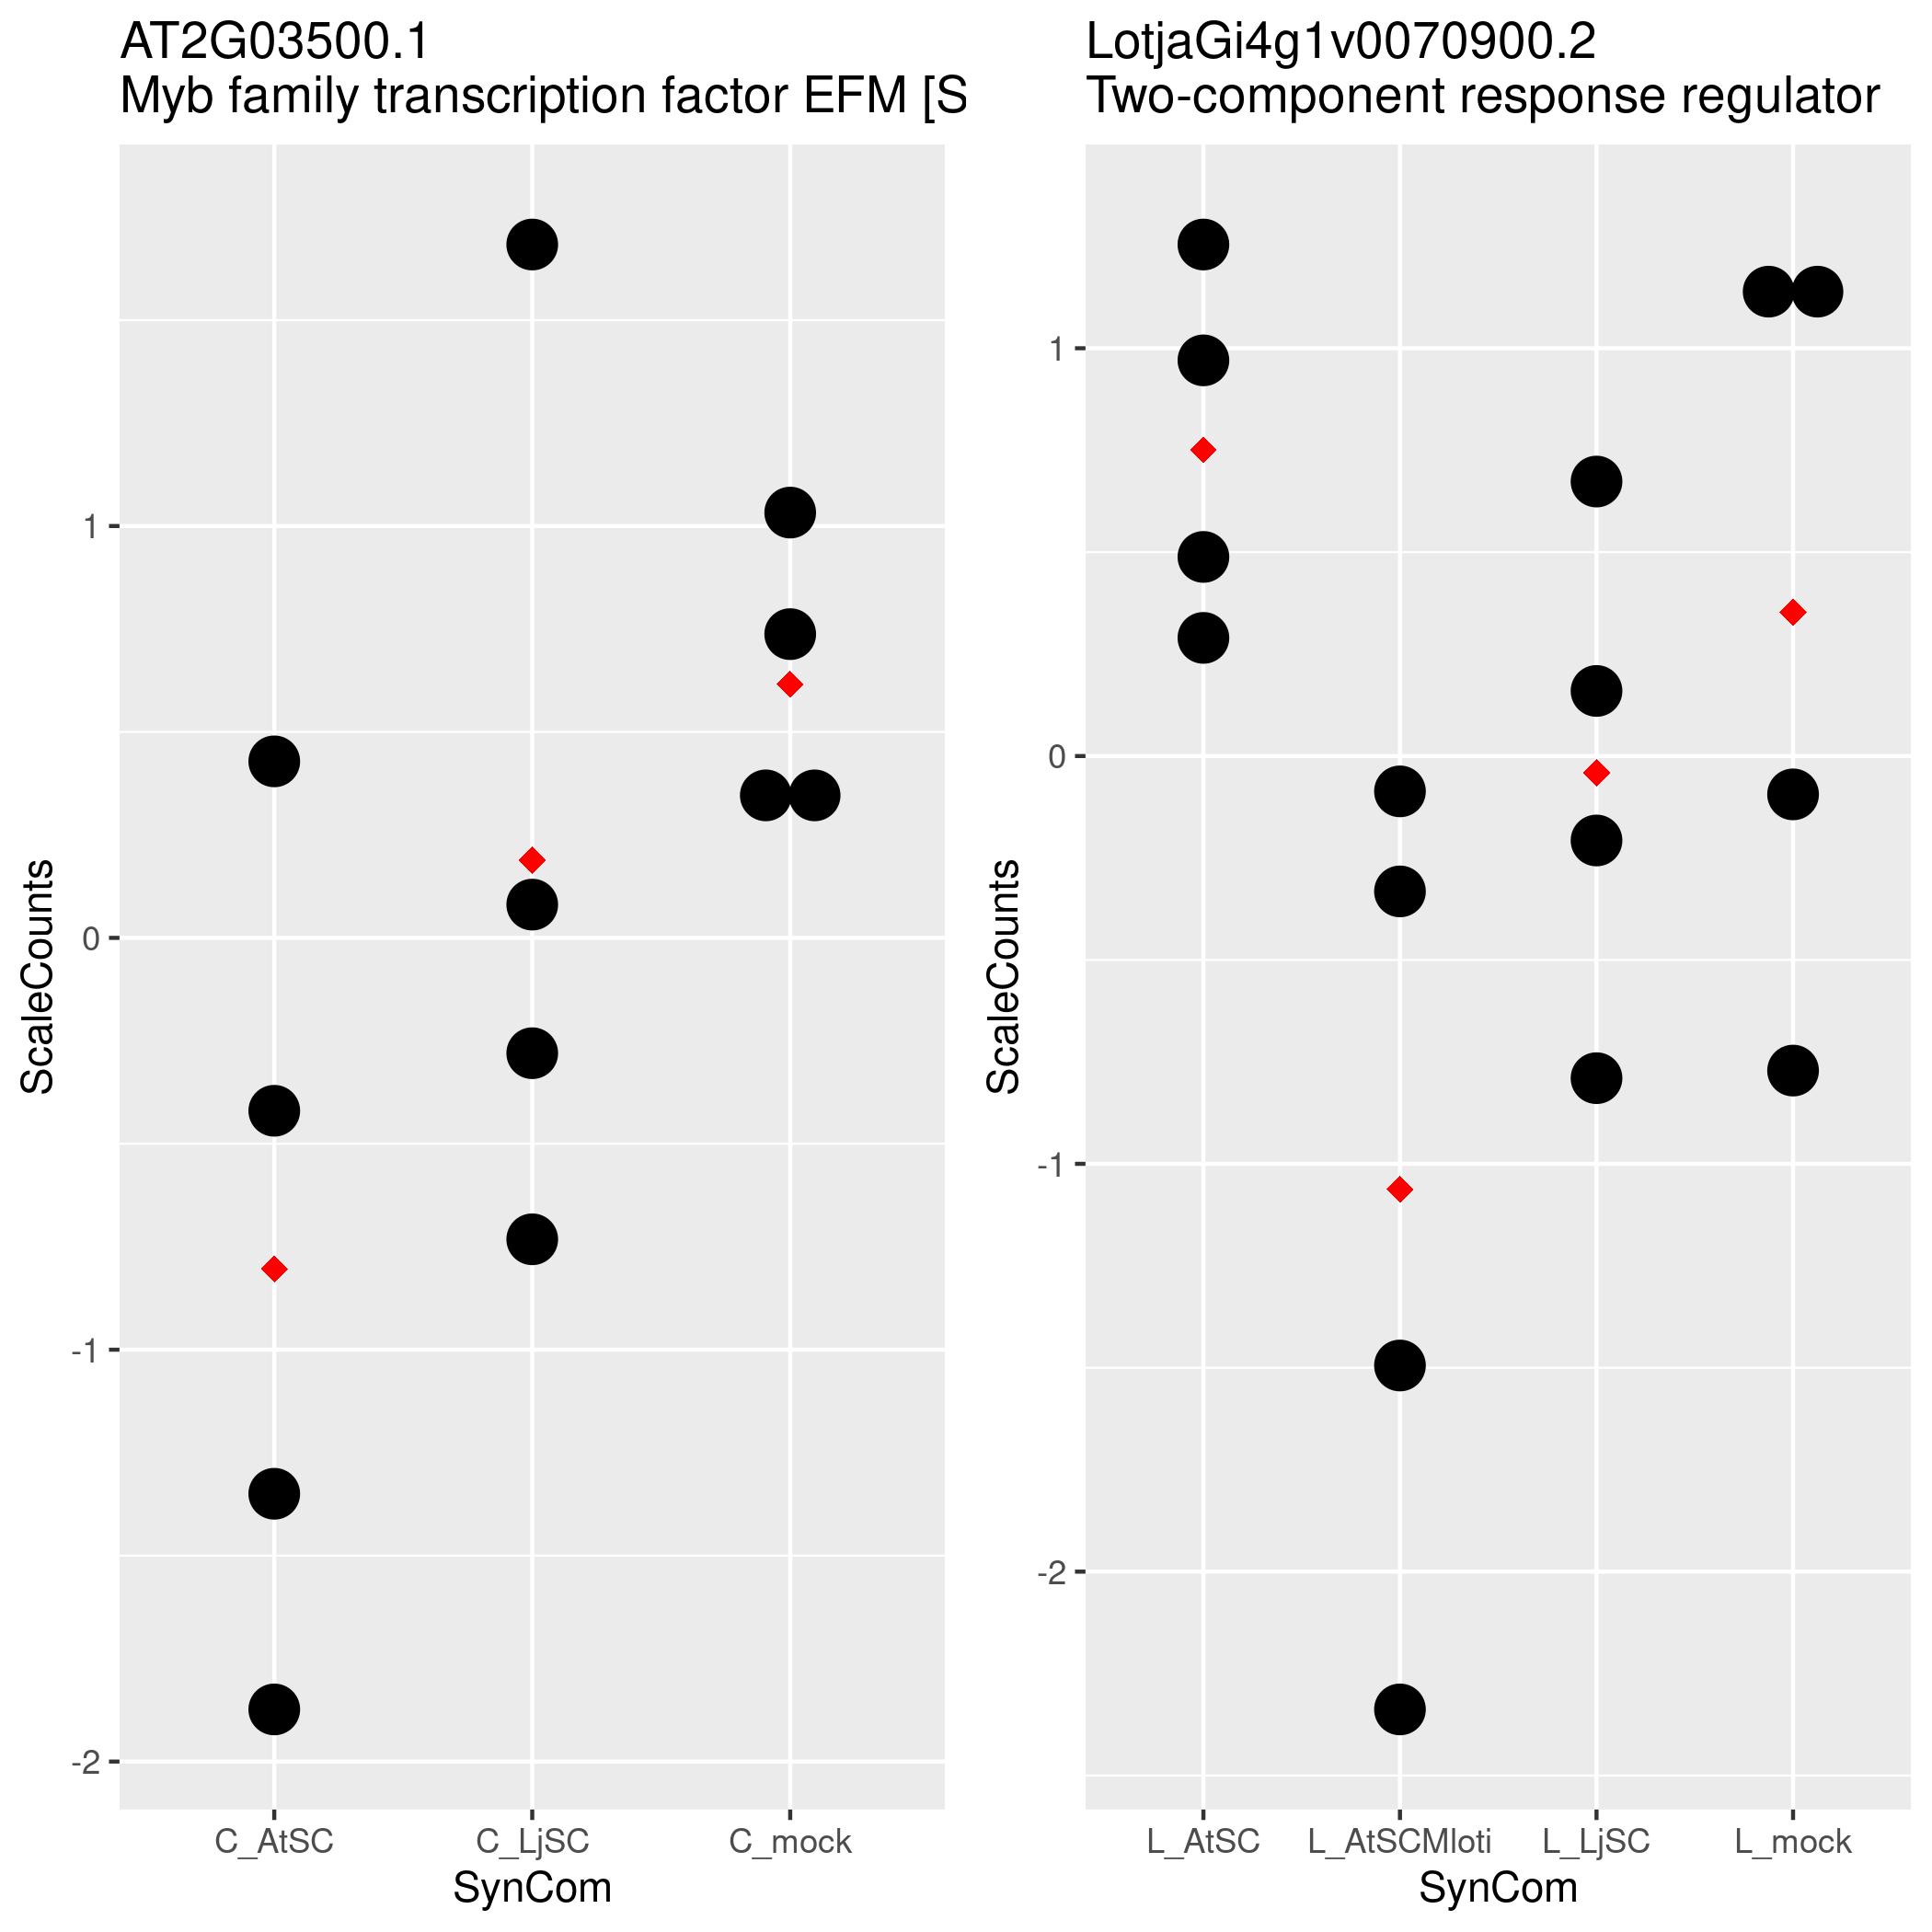 AT2G03500.1
Myb family transcription factor EFM [S
ScaleCounts
1
0
-1
-2
C_AtSC
C_LjSC
C_mock
SynCom
LotjaGi4g1v0070900.2
Two-component response regulator
ScaleCounts
1
0
-1
-2
L_AtSC
L_AtSCMloti
L_LjSC
L_mock
SynCom